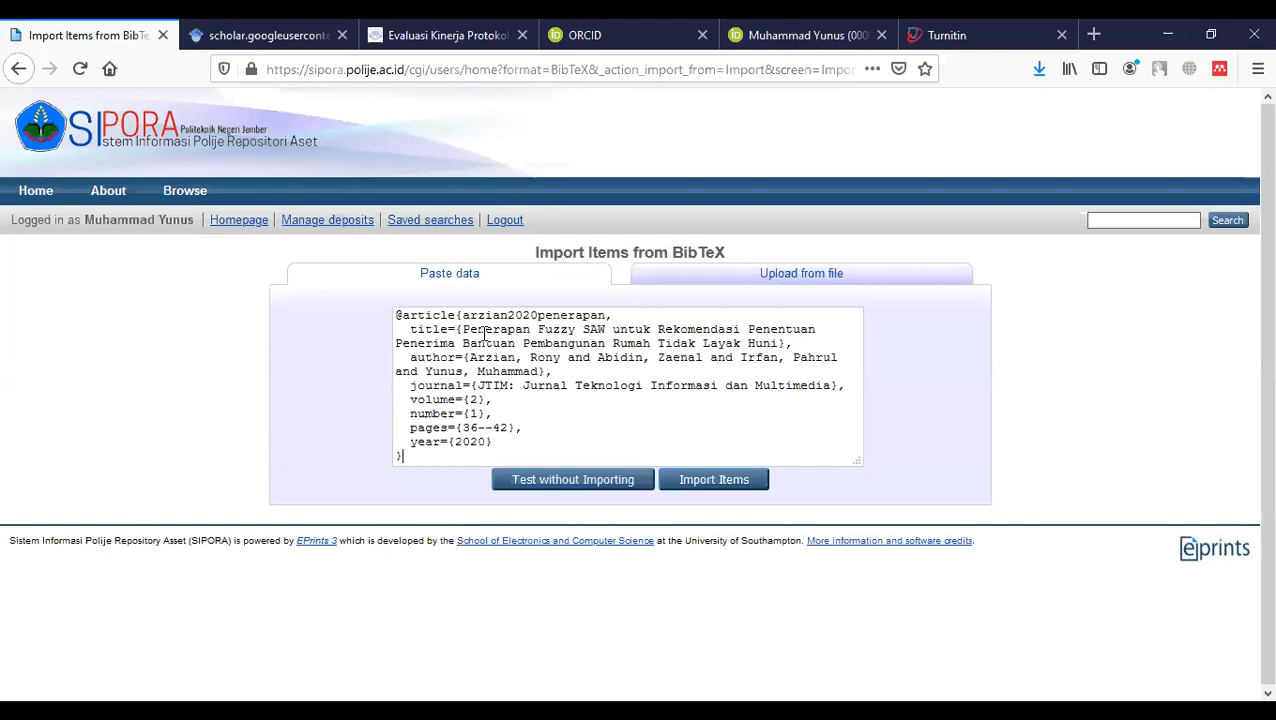 Import Items from BibTe
scholar.googleuserconte
Evaluasi Kinerja Protokol
ORCID
Muhammad Yunus (000
Turnitin
https://sipora.polije.ac.id/cgi/users/home?format=BibTeX&_action_import_from=Import&screen=Impor
SIPORA Politeknik Negeri Jember
Sistem Informasi Polije Repositori Aset
Home About Browse
Logged in as Muhammad Yunus | Homepage | Manage deposits | Saved searches | Logout
Search
Import Items from BibTeX
Paste data
Upload from file
@article{arzian2020penerapan,
title={Penerapan Fuzzy SAW untuk Rekomendasi Penentuan
Penerima Bantuan Pembangunan Rumah Tidak Layak Huni},
author={Arzian, Rony and Abidin, Zaenal and Irfan, Pahrul
and Yunus, Muhammad},
journal={JTIM: Jurnal Teknologi Informasi dan Multimedia},
volume={2},
number={1},
pages={36--42},
year={2020}
}
Test without Importing
Import Items
Sistem Informasi Polije Repository Asset (SIPORA) is powered by EPrints 3 which is developed by the School of Electronics and Computer Science at the University of Southampton. More information and software credits.
eprints